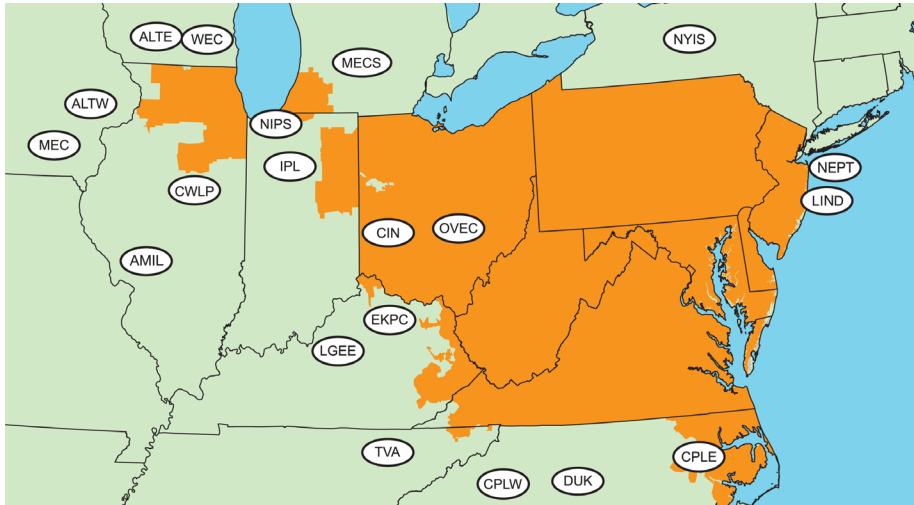 ALTE
WEC
NYIS
MECS
ALTW
NIPS
MEC
IPL
NEPT
CWLP
LIND
CIN
OVEC
AMIL
EKPC
LGEE
TVA
CPLE
CPLW
DUK